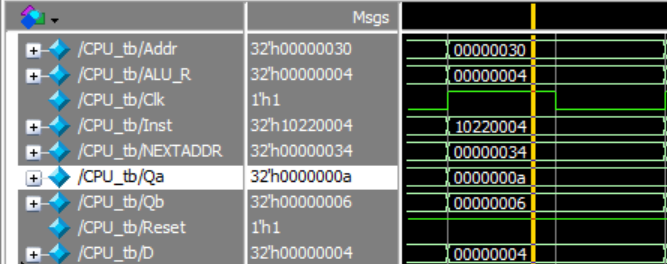 Msgs
/CPU_tb/Addr 32'h00000030 00000030
/CPU_tb/ALU_R 32'h00000004 00000004
/CPU_tb/Clk 1'h1
/CPU_tb/Inst 32'h10220004 10220004
/CPU_tb/NEXTADDR 32'h00000034 00000034
/CPU_tb/Qa 32'h0000000a 0000000a
/CPU_tb/Qb 32'h00000006 00000006
/CPU_tb/Reset 1'h1
/CPU_tb/D 32'h00000004 00000004